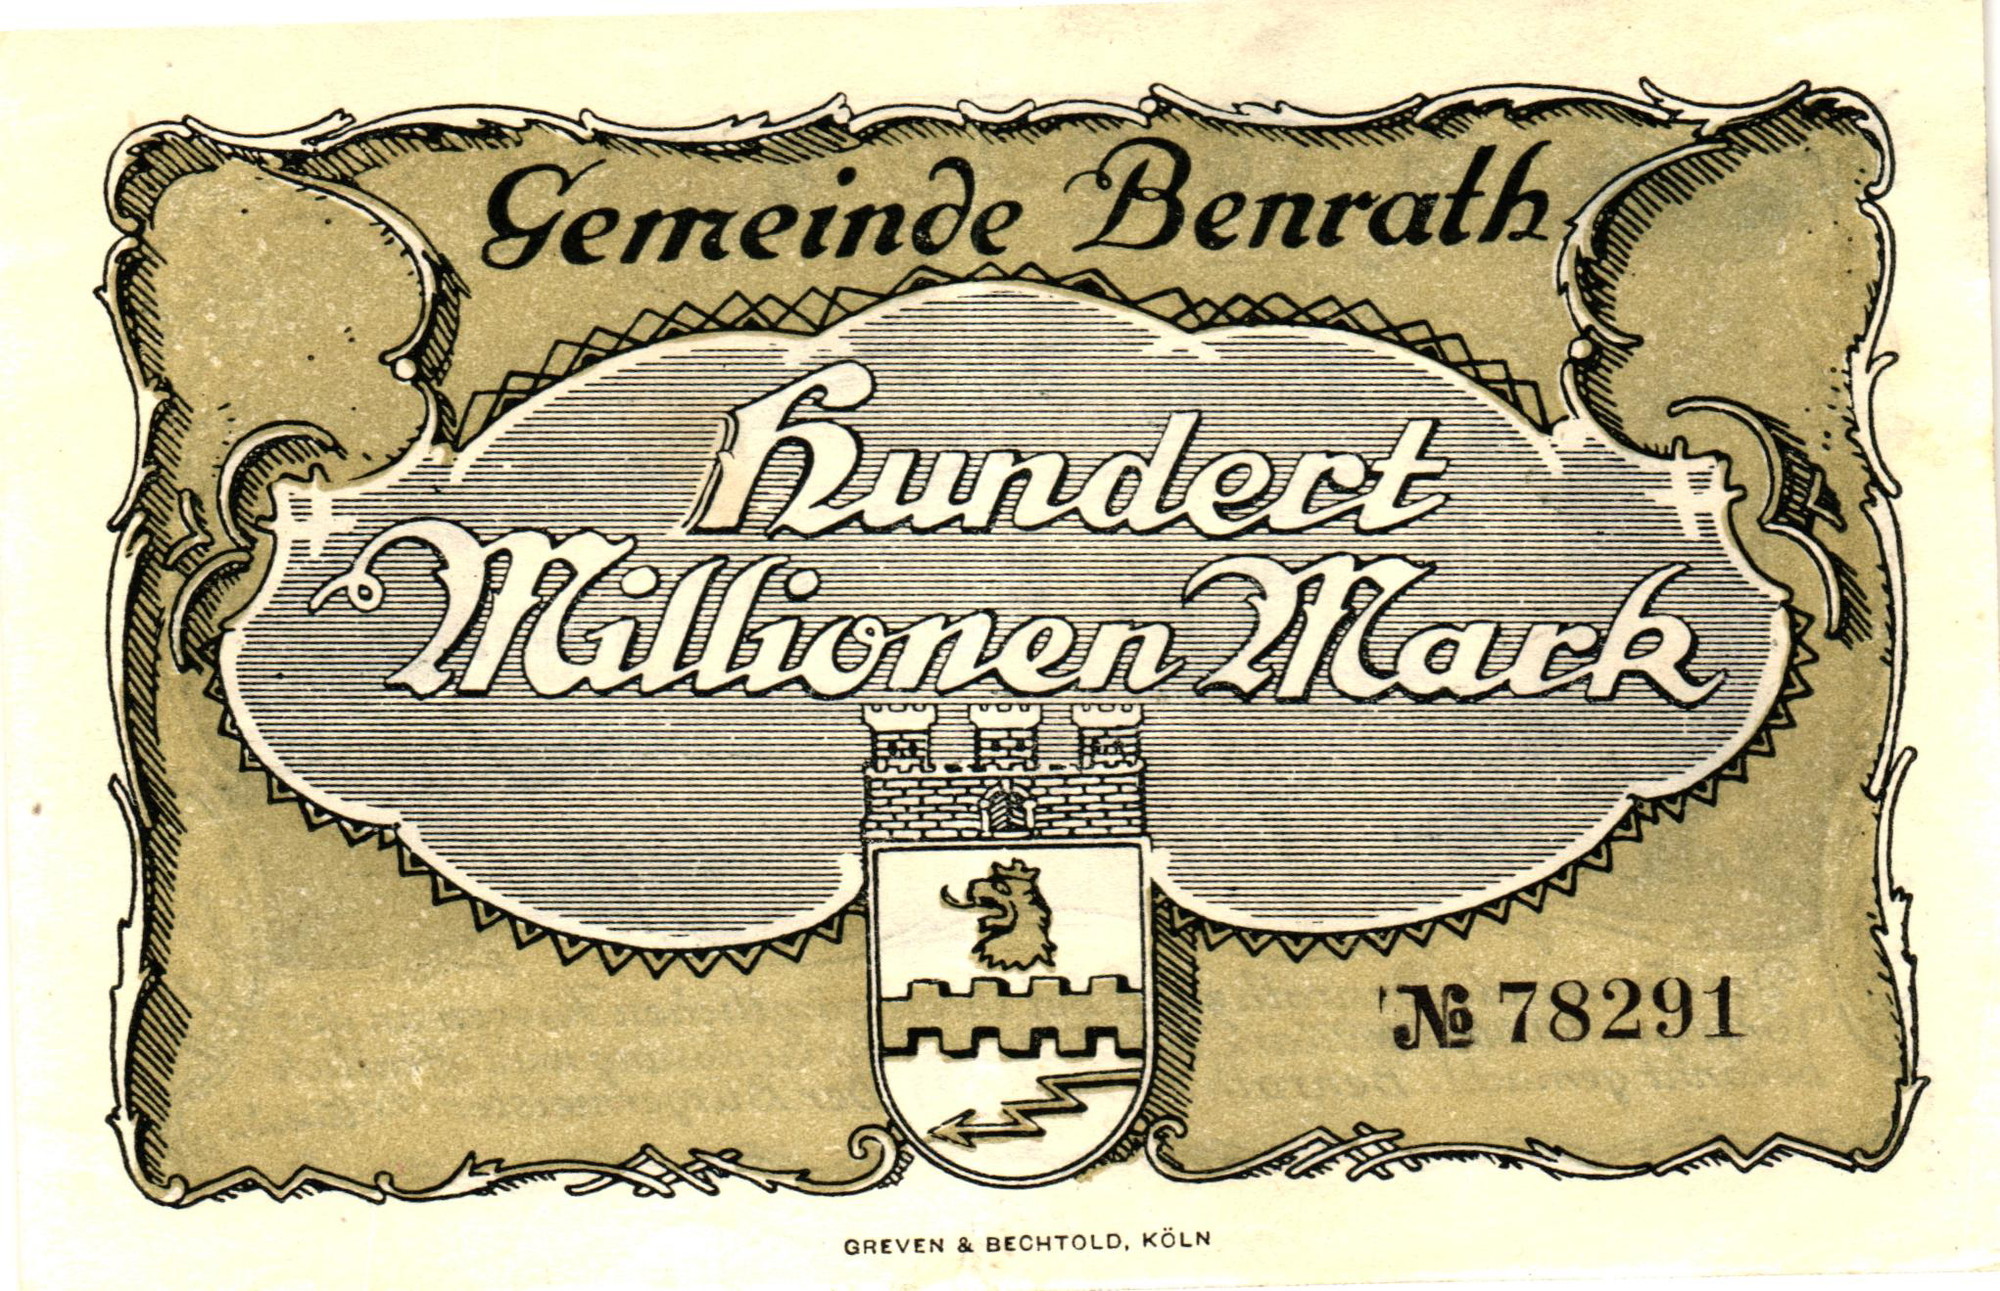 Gemeinde Benrath
Hundert
Millionen Mark
№ 78291
GREVEN & BECHTOLD, KÖLN